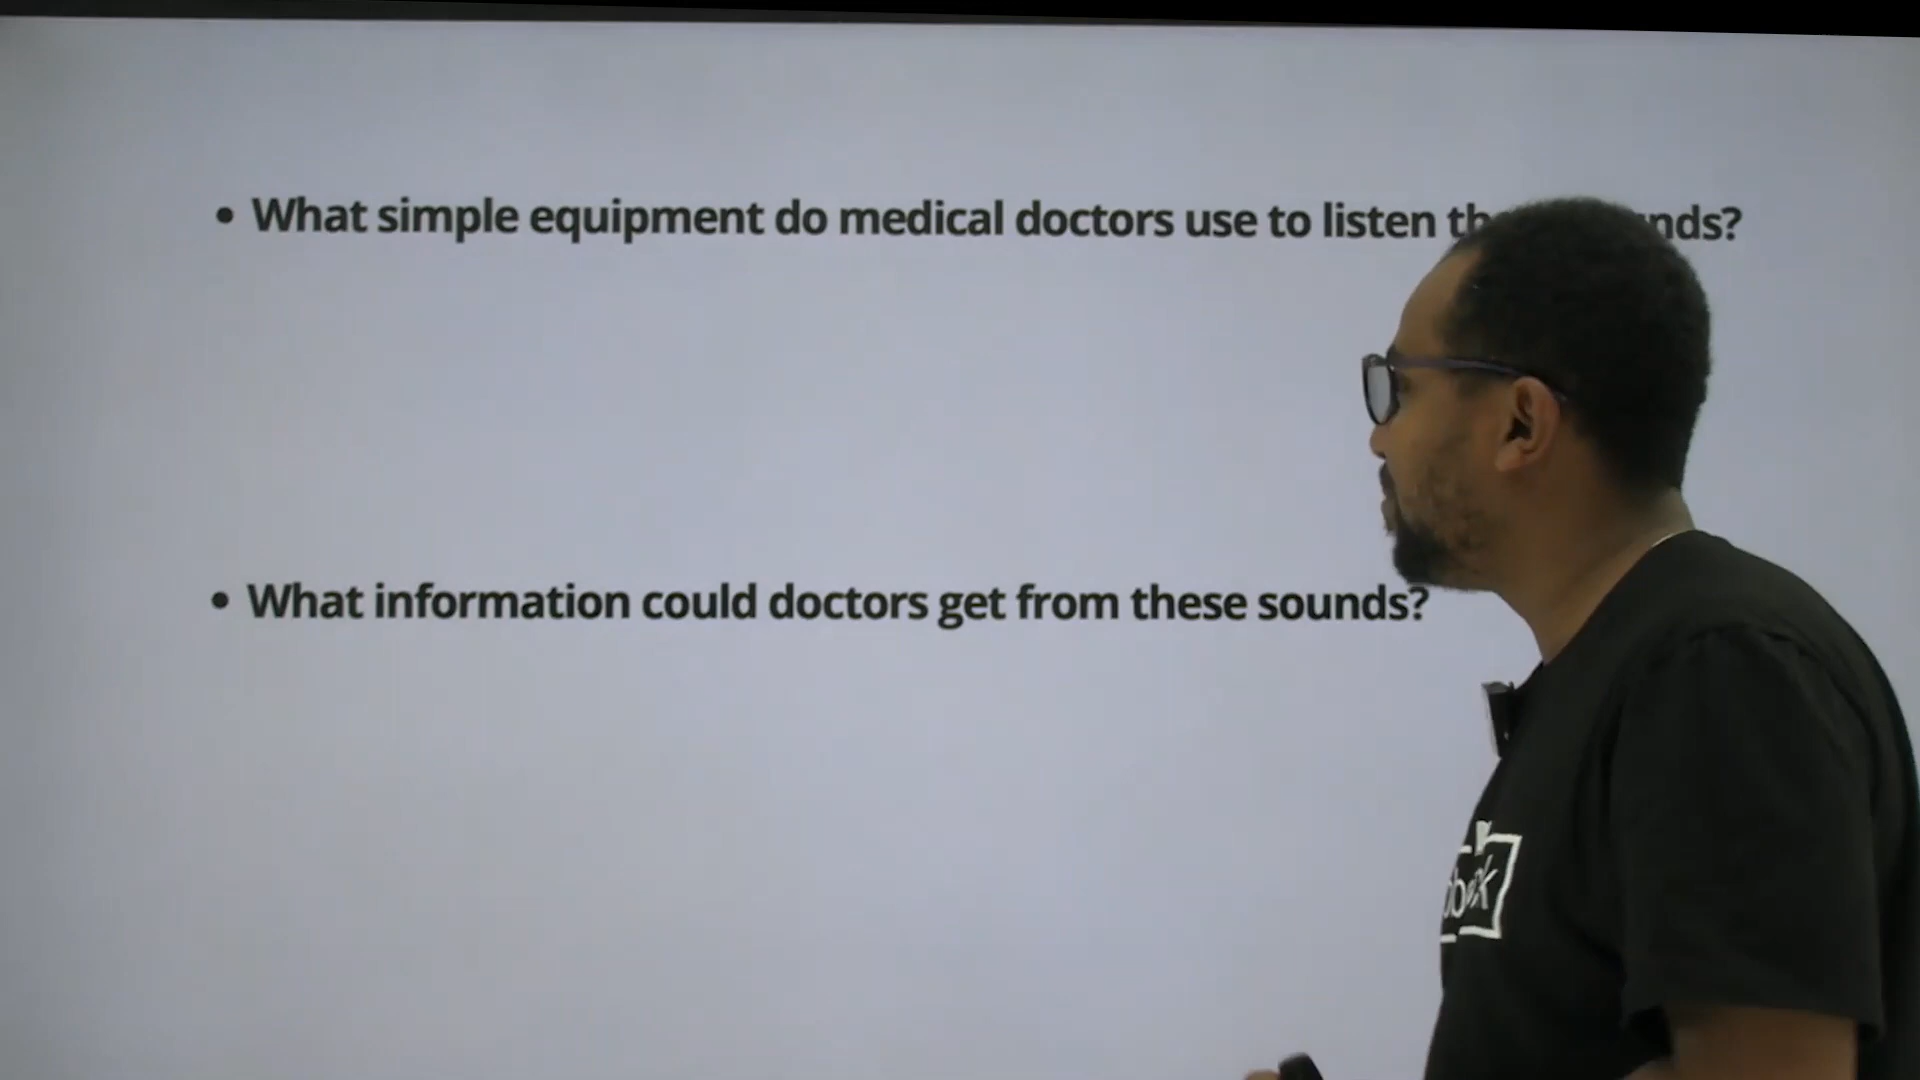 • What simple equipment do medical doctors use to listen
• What information could doctors get from these sounds?